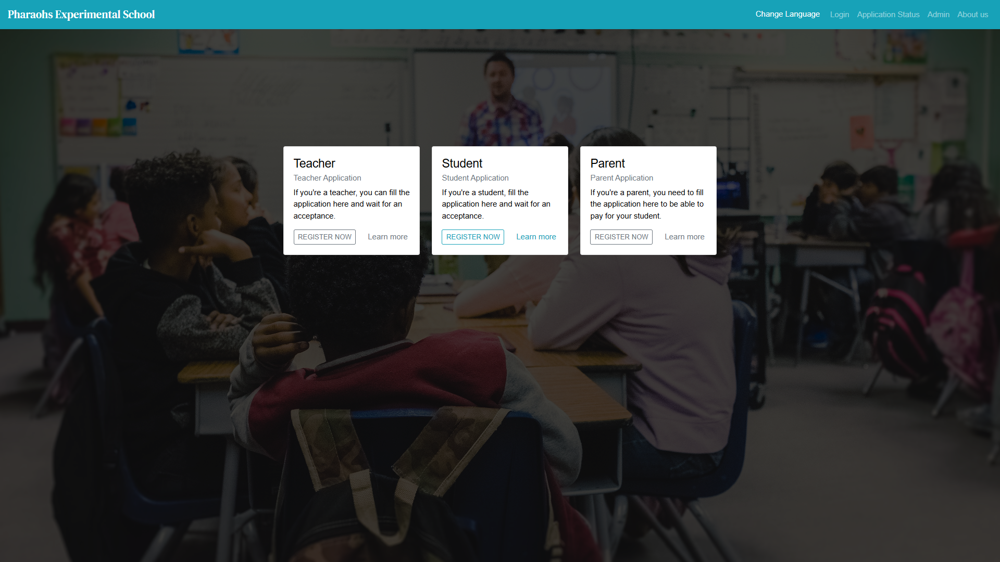 Pharaohs Experimental School
Change Language
Login
Application Status
Admin
About us
Teacher
Teacher Application
If you're a teacher, you can fill the
application here and wait for an
acceptance.
REGISTER NOW
Learn more
Student
Student Application
If you're a student, fill the
application here and wait for an
acceptance.
REGISTER NOW
Learn more
Parent
Parent Application
If you're a parent, you need to fill
the application here to be able to
pay for your student.
REGISTER NOW
Learn more